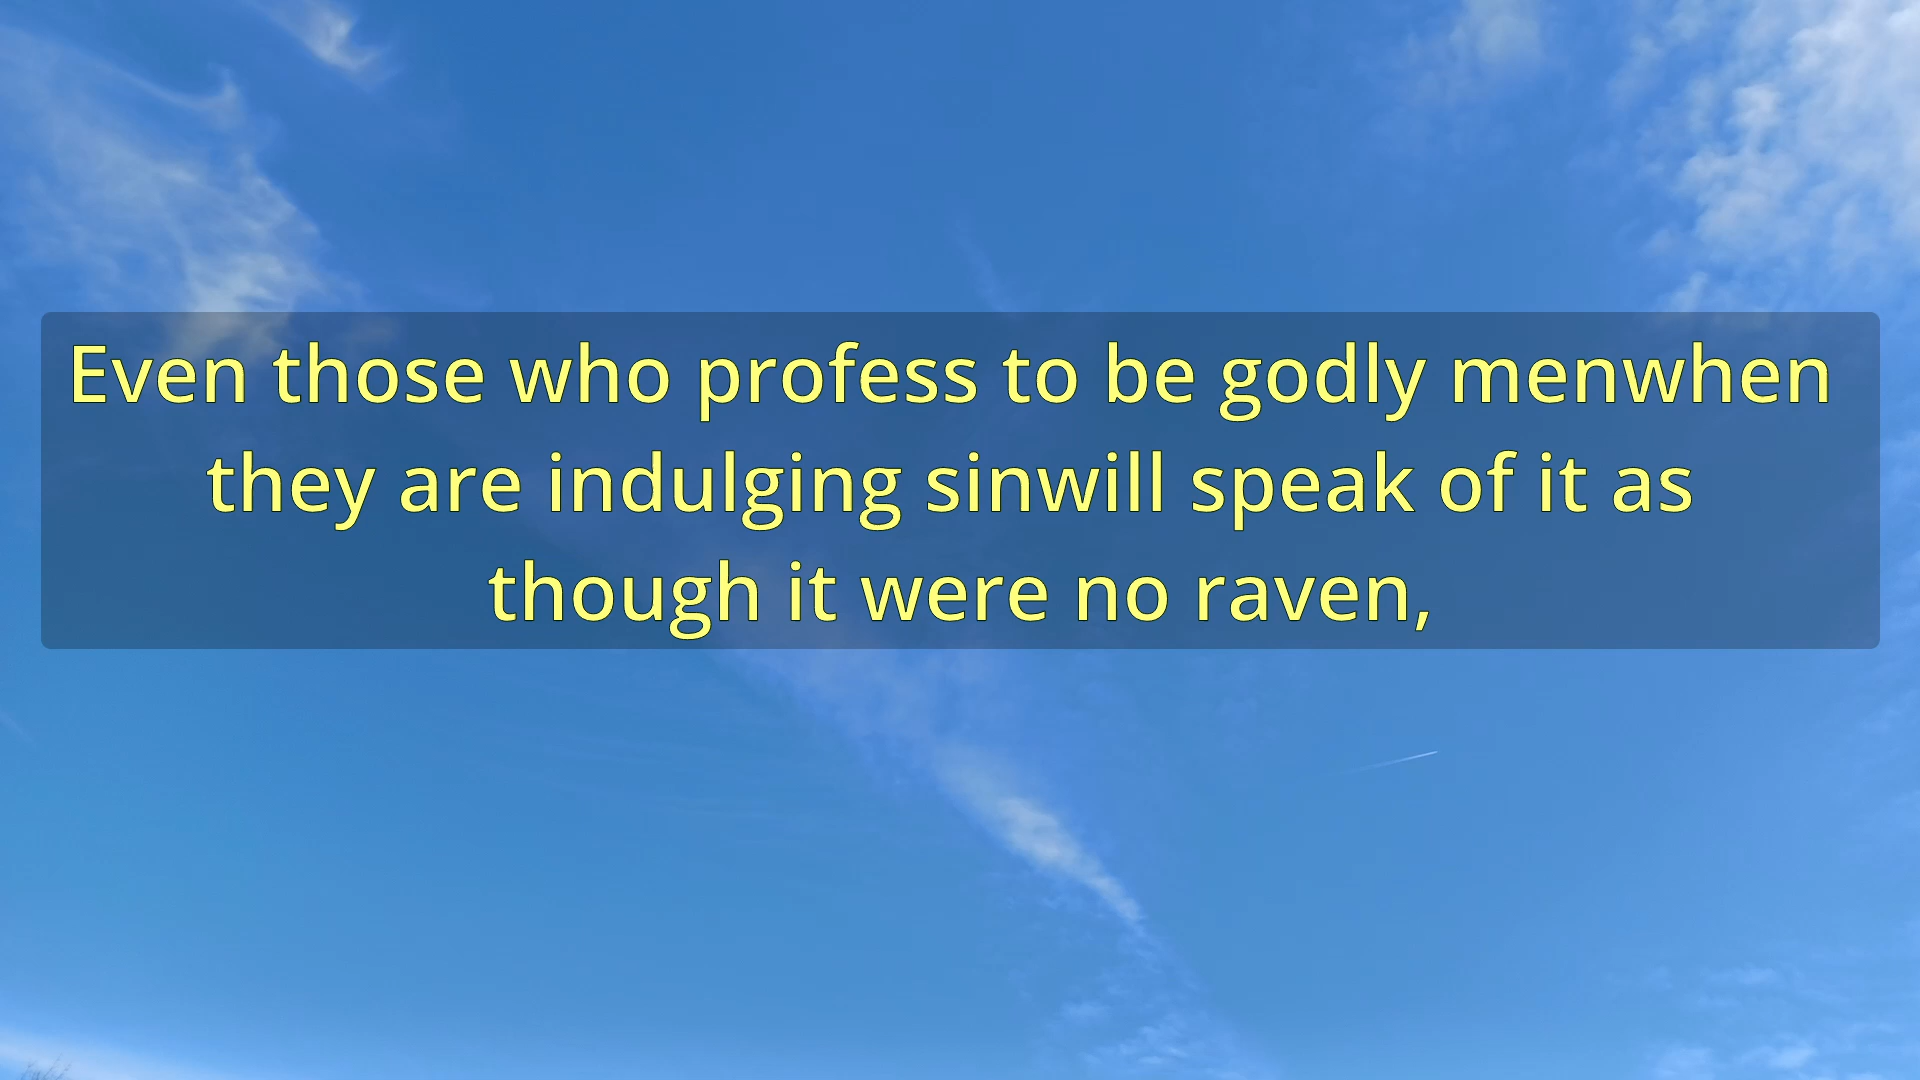 Even those who profess to be godly menwhen
they are indulging sinwill speak of it as
though it were no raven,